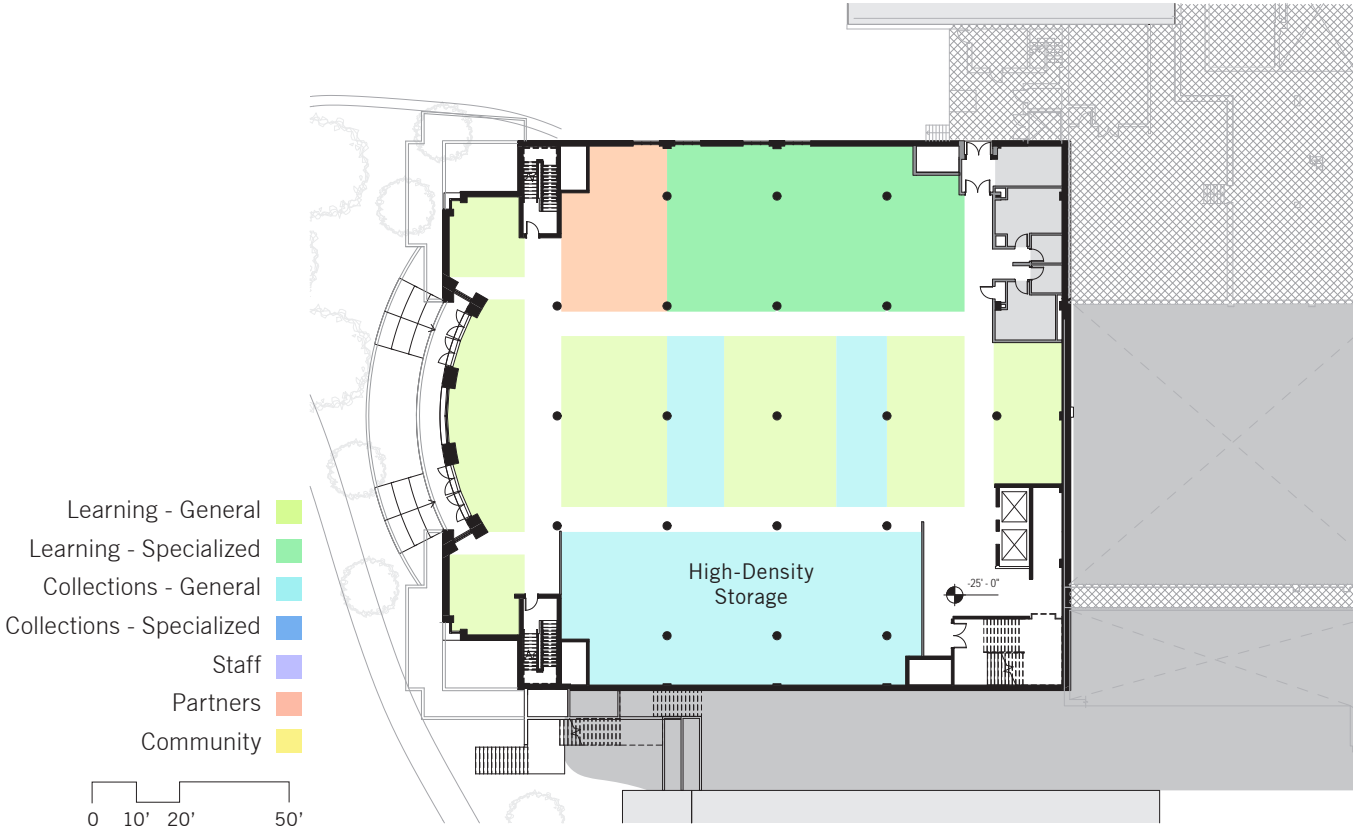 Learning - General
Learning - Specialized
Collections - General
Collections - Specialized
Staff
Partners
Community
0 10' 20' 50'
High-Density
Storage
-25' - 0"